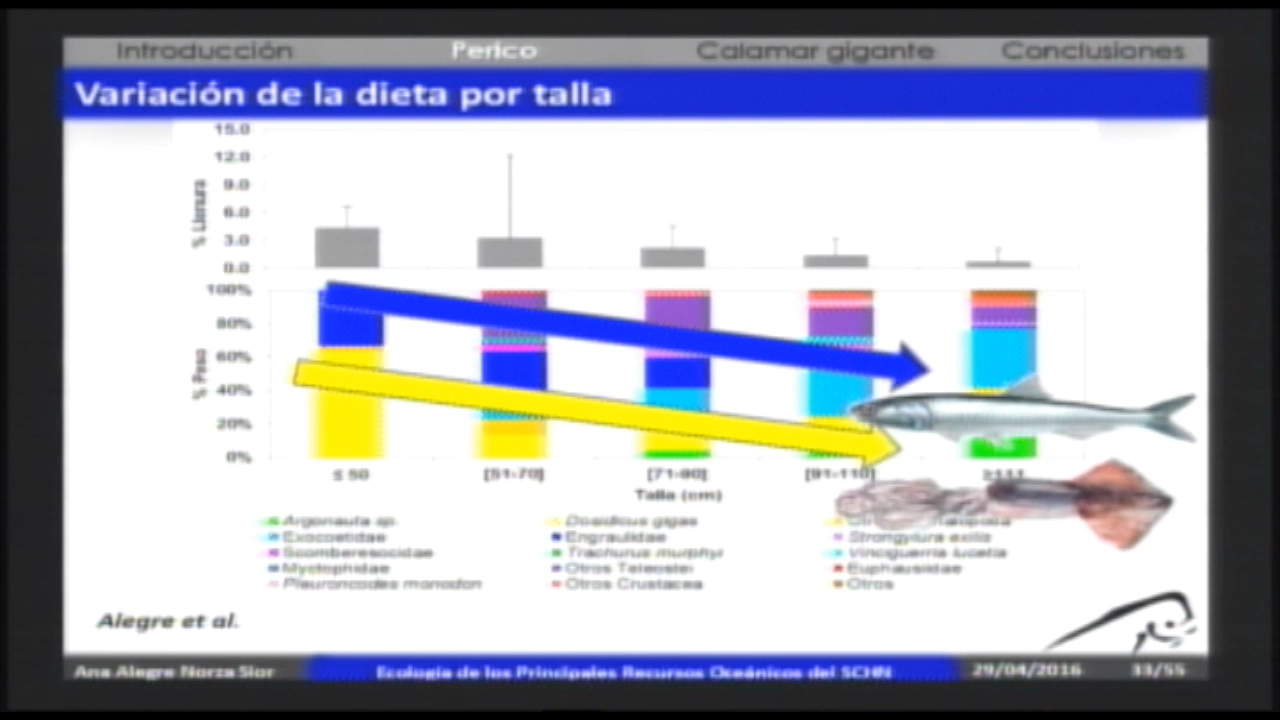 Introducción Perico Calamar gigante Conclusiones
Variación de la dieta por talla
15.0
12.0
9.0
6.0
3.0
0.0
% Llenura
100%
80%
60%
40%
20%
0%
% Peso
≤ 50 [51-70] [71-90] [91-110] ≥111
Talla (cm)
Argonauta sp. Dosidicus gigas
Exocoetidae Engraulidae Strongylura exilis
Scomberesocidae Trachurus murphyi Vinciguerria lucetia
Myctophidae Otros Teleostei Euphausiidae
Pleuroncodes monodon Otros Crustacea Otros
Alegre et al.
Ana Alegre Norza Sior Ecología de los Principales Recursos Oceánicos del SCHN 29/04/2016 33/55